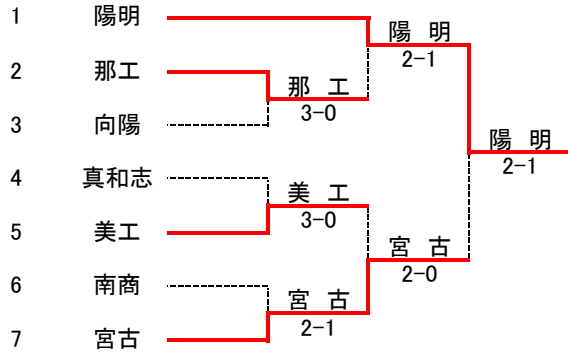 1 陽明
2 那工
3 向陽
4 真和志
5 美工
6 南商
7 宮古
那 工
3-0
美 工
3-0
宮 古
2-1
陽 明
2-1
宮 古
2-0
陽 明
2-1